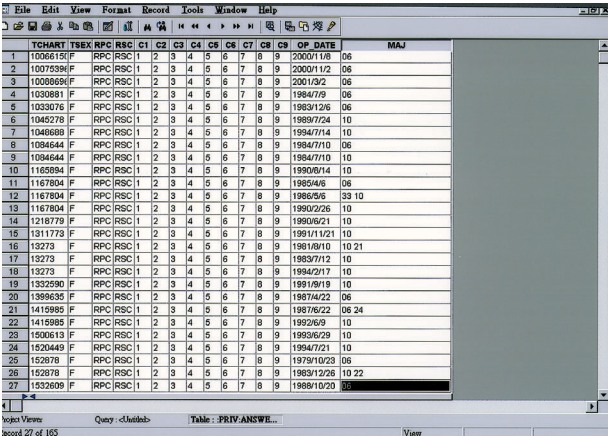 File Edit View Format Record Tools Window Help
TCHART TSEX RPC RSC C1 C2 C3 C4 C5 C6 C7 C8 C9 OP_DATE MAJ
1 F RPC RSC 1 2 3 4 5 6 7 8 9 2000/11/8 06
2 F RPC RSC 1 2 3 4 5 6 7 8 9 2000/11/2 06
3 F RPC RSC 1 2 3 4 5 6 7 8 9 2001/3/2 06
4 1030881 F RPC RSC 1 2 3 4 5 6 7 8 9 1984/7/9 06
5 1033076 F RPC RSC 1 2 3 4 5 6 7 8 9 1983/12/6 06
6 1045278 F RPC RSC 1 2 3 4 5 6 7 8 9 1989/7/24 10
7 1048688 F RPC RSC 1 2 3 4 5 6 7 8 9 1994/7/14 10
8 1084644 F RPC RSC 1 2 3 4 5 6 7 8 9 1984/7/10 06
9 1084644 F RPC RSC 1 2 3 4 5 6 7 8 9 1984/7/10 10
10 1165894 F RPC RSC 1 2 3 4 5 6 7 8 9 1990/8/14 10
11 1167804 F RPC RSC 1 2 3 4 5 6 7 8 9 1985/4/6 06
12 1167804 F RPC RSC 1 2 3 4 5 6 7 8 9 1986/5/6 33 10
13 1167804 F RPC RSC 1 2 3 4 5 6 7 8 9 1990/2/26 10
14 1218779 F RPC RSC 1 2 3 4 5 6 7 8 9 1990/6/21 10
15 1311773 F RPC RSC 1 2 3 4 5 6 7 8 9 1991/11/21 10
16 13273 F RPC RSC 1 2 3 4 5 6 7 8 9 1981/8/10 10 21
17 13273 F RPC RSC 1 2 3 4 5 6 7 8 9 1983/7/12 10
18 13273 F RPC RSC 1 2 3 4 5 6 7 8 9 1994/2/17 10
19 1332590 F RPC RSC 1 2 3 4 5 6 7 8 9 1991/9/19 10
20 1399635 F RPC RSC 1 2 3 4 5 6 7 8 9 1987/4/22 06
21 1415985 F RPC RSC 1 2 3 4 5 6 7 8 9 1987/6/22 06 24
22 1415985 F RPC RSC 1 2 3 4 5 6 7 8 9 1992/6/9 10
23 1500613 F RPC RSC 1 2 3 4 5 6 7 8 9 1993/6/29 10
24 1520449 F RPC RSC 1 2 3 4 5 6 7 8 9 1994/7/21 10
25 152878 F RPC RSC 1 2 3 4 5 6 7 8 9 1979/10/23 06
26 152878 F RPC RSC 1 2 3 4 5 6 7 8 9 1983/12/26 10 22
27 1532609 F RPC RSC 1 2 3 4 5 6 7 8 9 1988/10/20 06
Project Viewer Query : <Untitled> Table : :PRIV:ANSWE...
Record 27 of 165 View